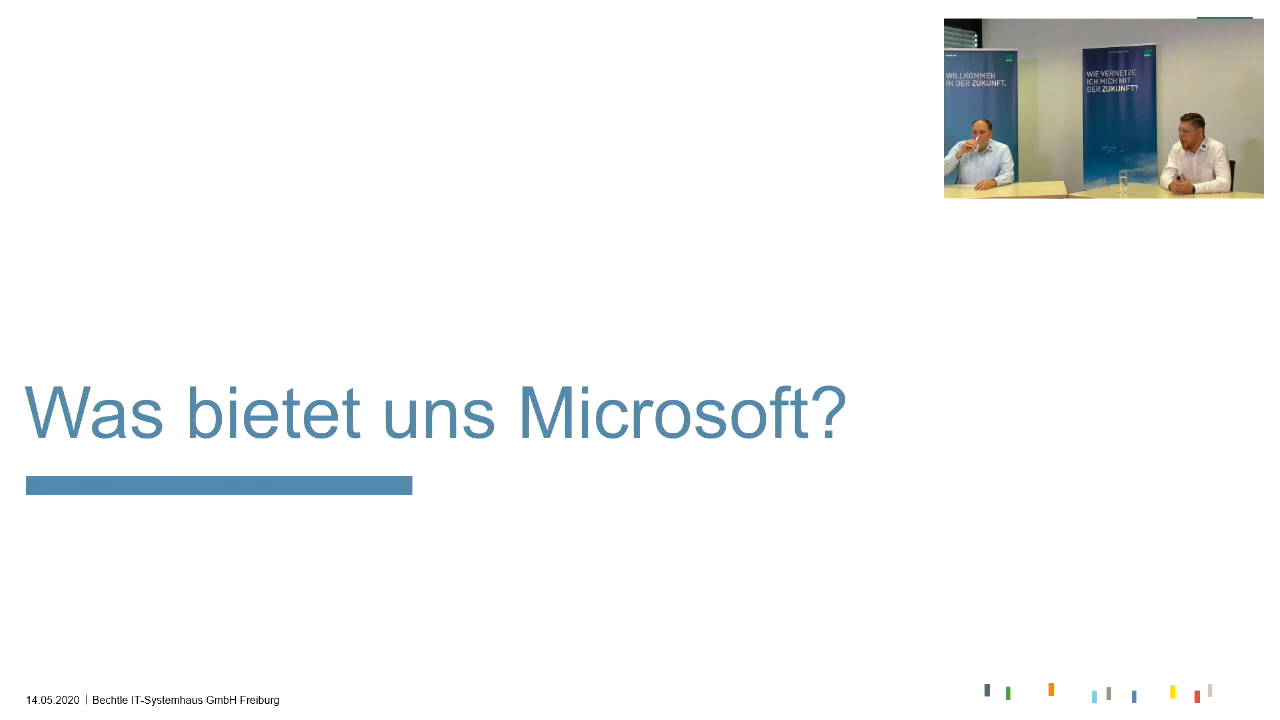 WILLKOMMEN
IN DER ZUKUNFT.
WIE VERNETZE
ICH MICH MIT
DER ZUKUNFT?
Was bietet uns Microsoft?
14.05.2020 | Bechtle IT-Systemhaus GmbH Freiburg